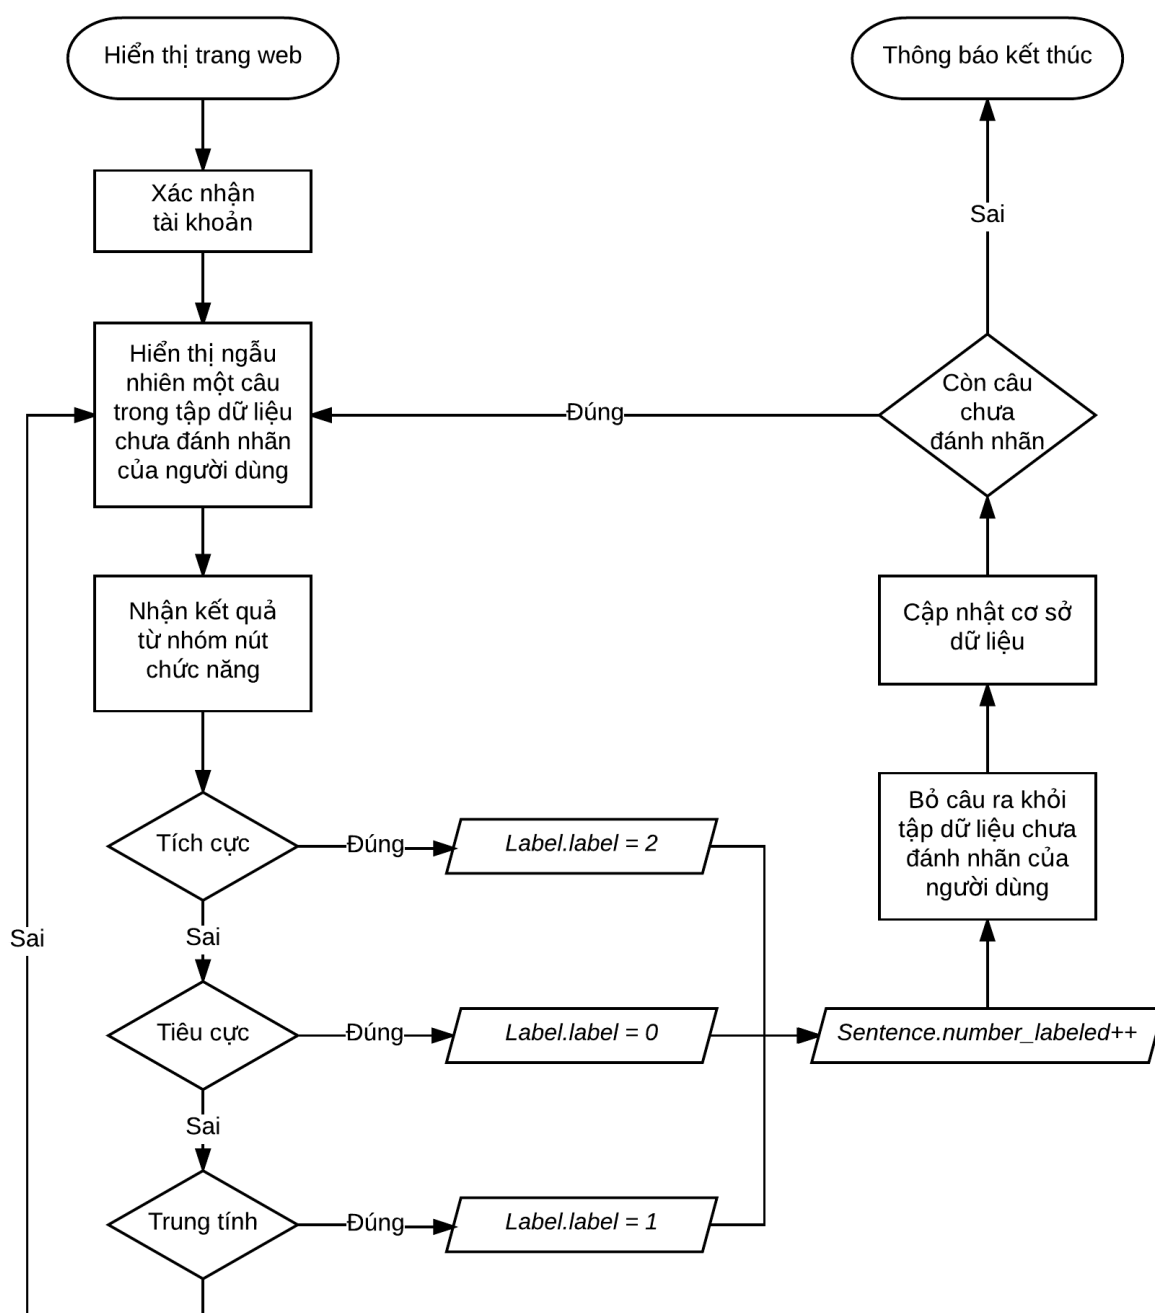 Hiển thị trang web
Thông báo kết thúc
Xác nhận
tài khoản
Sai
Hiển thị ngẫu
nhiên một câu
trong tập dữ liệu
chưa đánh nhãn
của người dùng
Đúng
Còn câu
chưa
đánh nhãn
Nhận kết quả
từ nhóm nút
chức năng
Cập nhật cơ sở
dữ liệu
Bỏ câu ra khỏi
tập dữ liệu chưa
đánh nhãn của
người dùng
Tích cực
Đúng
Label.label = 2
Sai
Sai
Tiêu cực
Đúng
Label.label = 0
Sentence.number_labeled++
Sai
Trung tính
Đúng
Label.label = 1